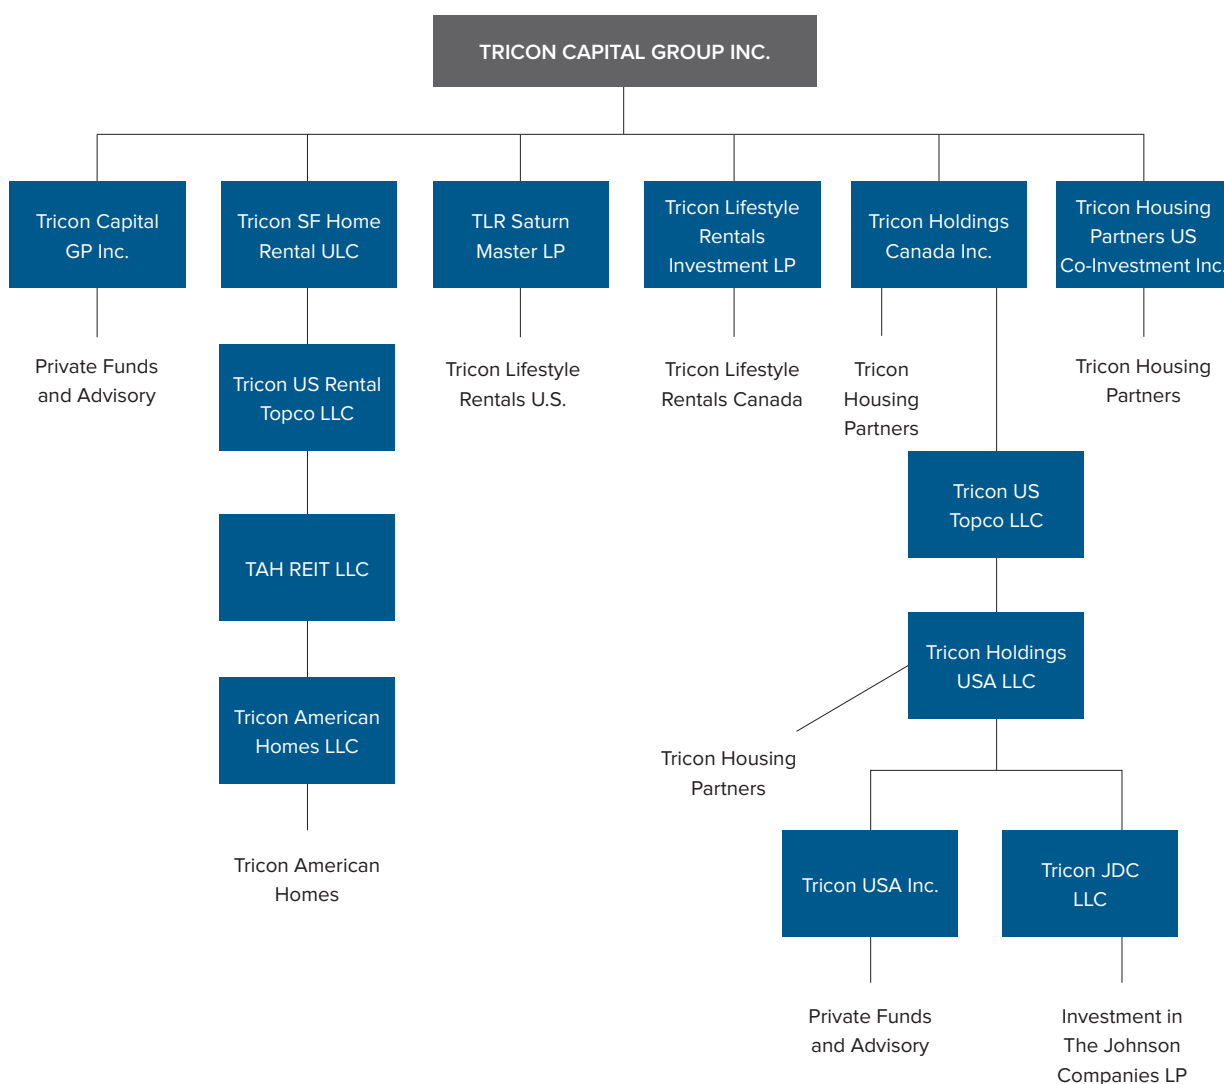 TRICON CAPITAL GROUP INC.
Tricon Capital
GP Inc.
Tricon SF Home
Rental ULC
TLR Saturn
Master LP
Tricon Lifestyle
Rentals
Investment LP
Tricon Holdings
Canada Inc.
Tricon Housing
Partners US
Co-Investment Inc.
Private Funds
and Advisory
Tricon US Rental
Topco LLC
Tricon Lifestyle
Rentals U.S.
Tricon Lifestyle
Rentals Canada
Tricon
Housing
Partners
Tricon Housing
Partners
Tricon US
Topco LLC
TAH REIT LLC
Tricon Holdings
USA LLC
Tricon American
Homes LLC
Tricon Housing
Partners
Tricon American
Homes
Tricon USA Inc.
Tricon JDC
LLC
Private Funds
and Advisory
Investment in
The Johnson
Companies LP